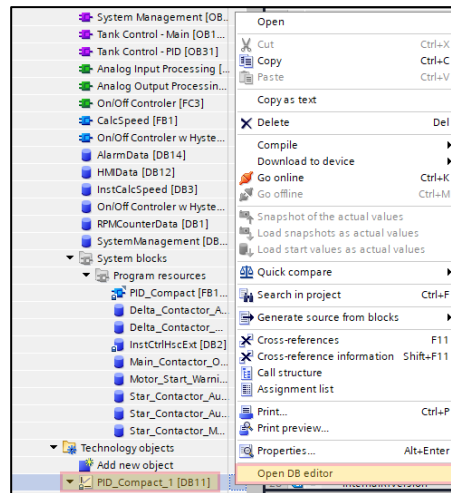 System Management [OB...
Tank Control - Main [OB1...
Tank Control - PID [OB31]
Analog Input Processing [...
Analog Output Processin...
On/Off Controler [FC3]
CalcSpeed [FB1]
On/Off Controler w Hyste...
AlarmData [DB14]
HMIData [DB12]
InstCalcSpeed [DB3]
On/Off Controler w Hyste...
RPMCounterData [DB1]
SystemManagement [DB...
System blocks
Program resources
PID_Compact [FB1...
Delta_Contactor_A...
Delta_Contactor_...
InstCtrlHscExt [DB2]
Main_Contactor_O...
Motor_Start_Warni...
Star_Contactor_Au...
Star_Contactor_Au...
Star_Contactor_M...
Technology objects
Add new object
PID_Compact_1 [DB11]
Open
Cut Ctrl+X
Copy Ctrl+C
Paste Ctrl+V
Copy as text
Delete Del
Compile
Download to device
Go online Ctrl+K
Go offline Ctrl+M
Snapshot of the actual values
Load snapshots as actual values
Load start values as actual values
Quick compare
Search in project Ctrl+F
Generate source from blocks
Cross-references F11
Cross-reference information Shift+F11
Call structure
Assignment list
Print... Ctrl+P
Print preview...
Properties... Alt+Enter
Open DB editor